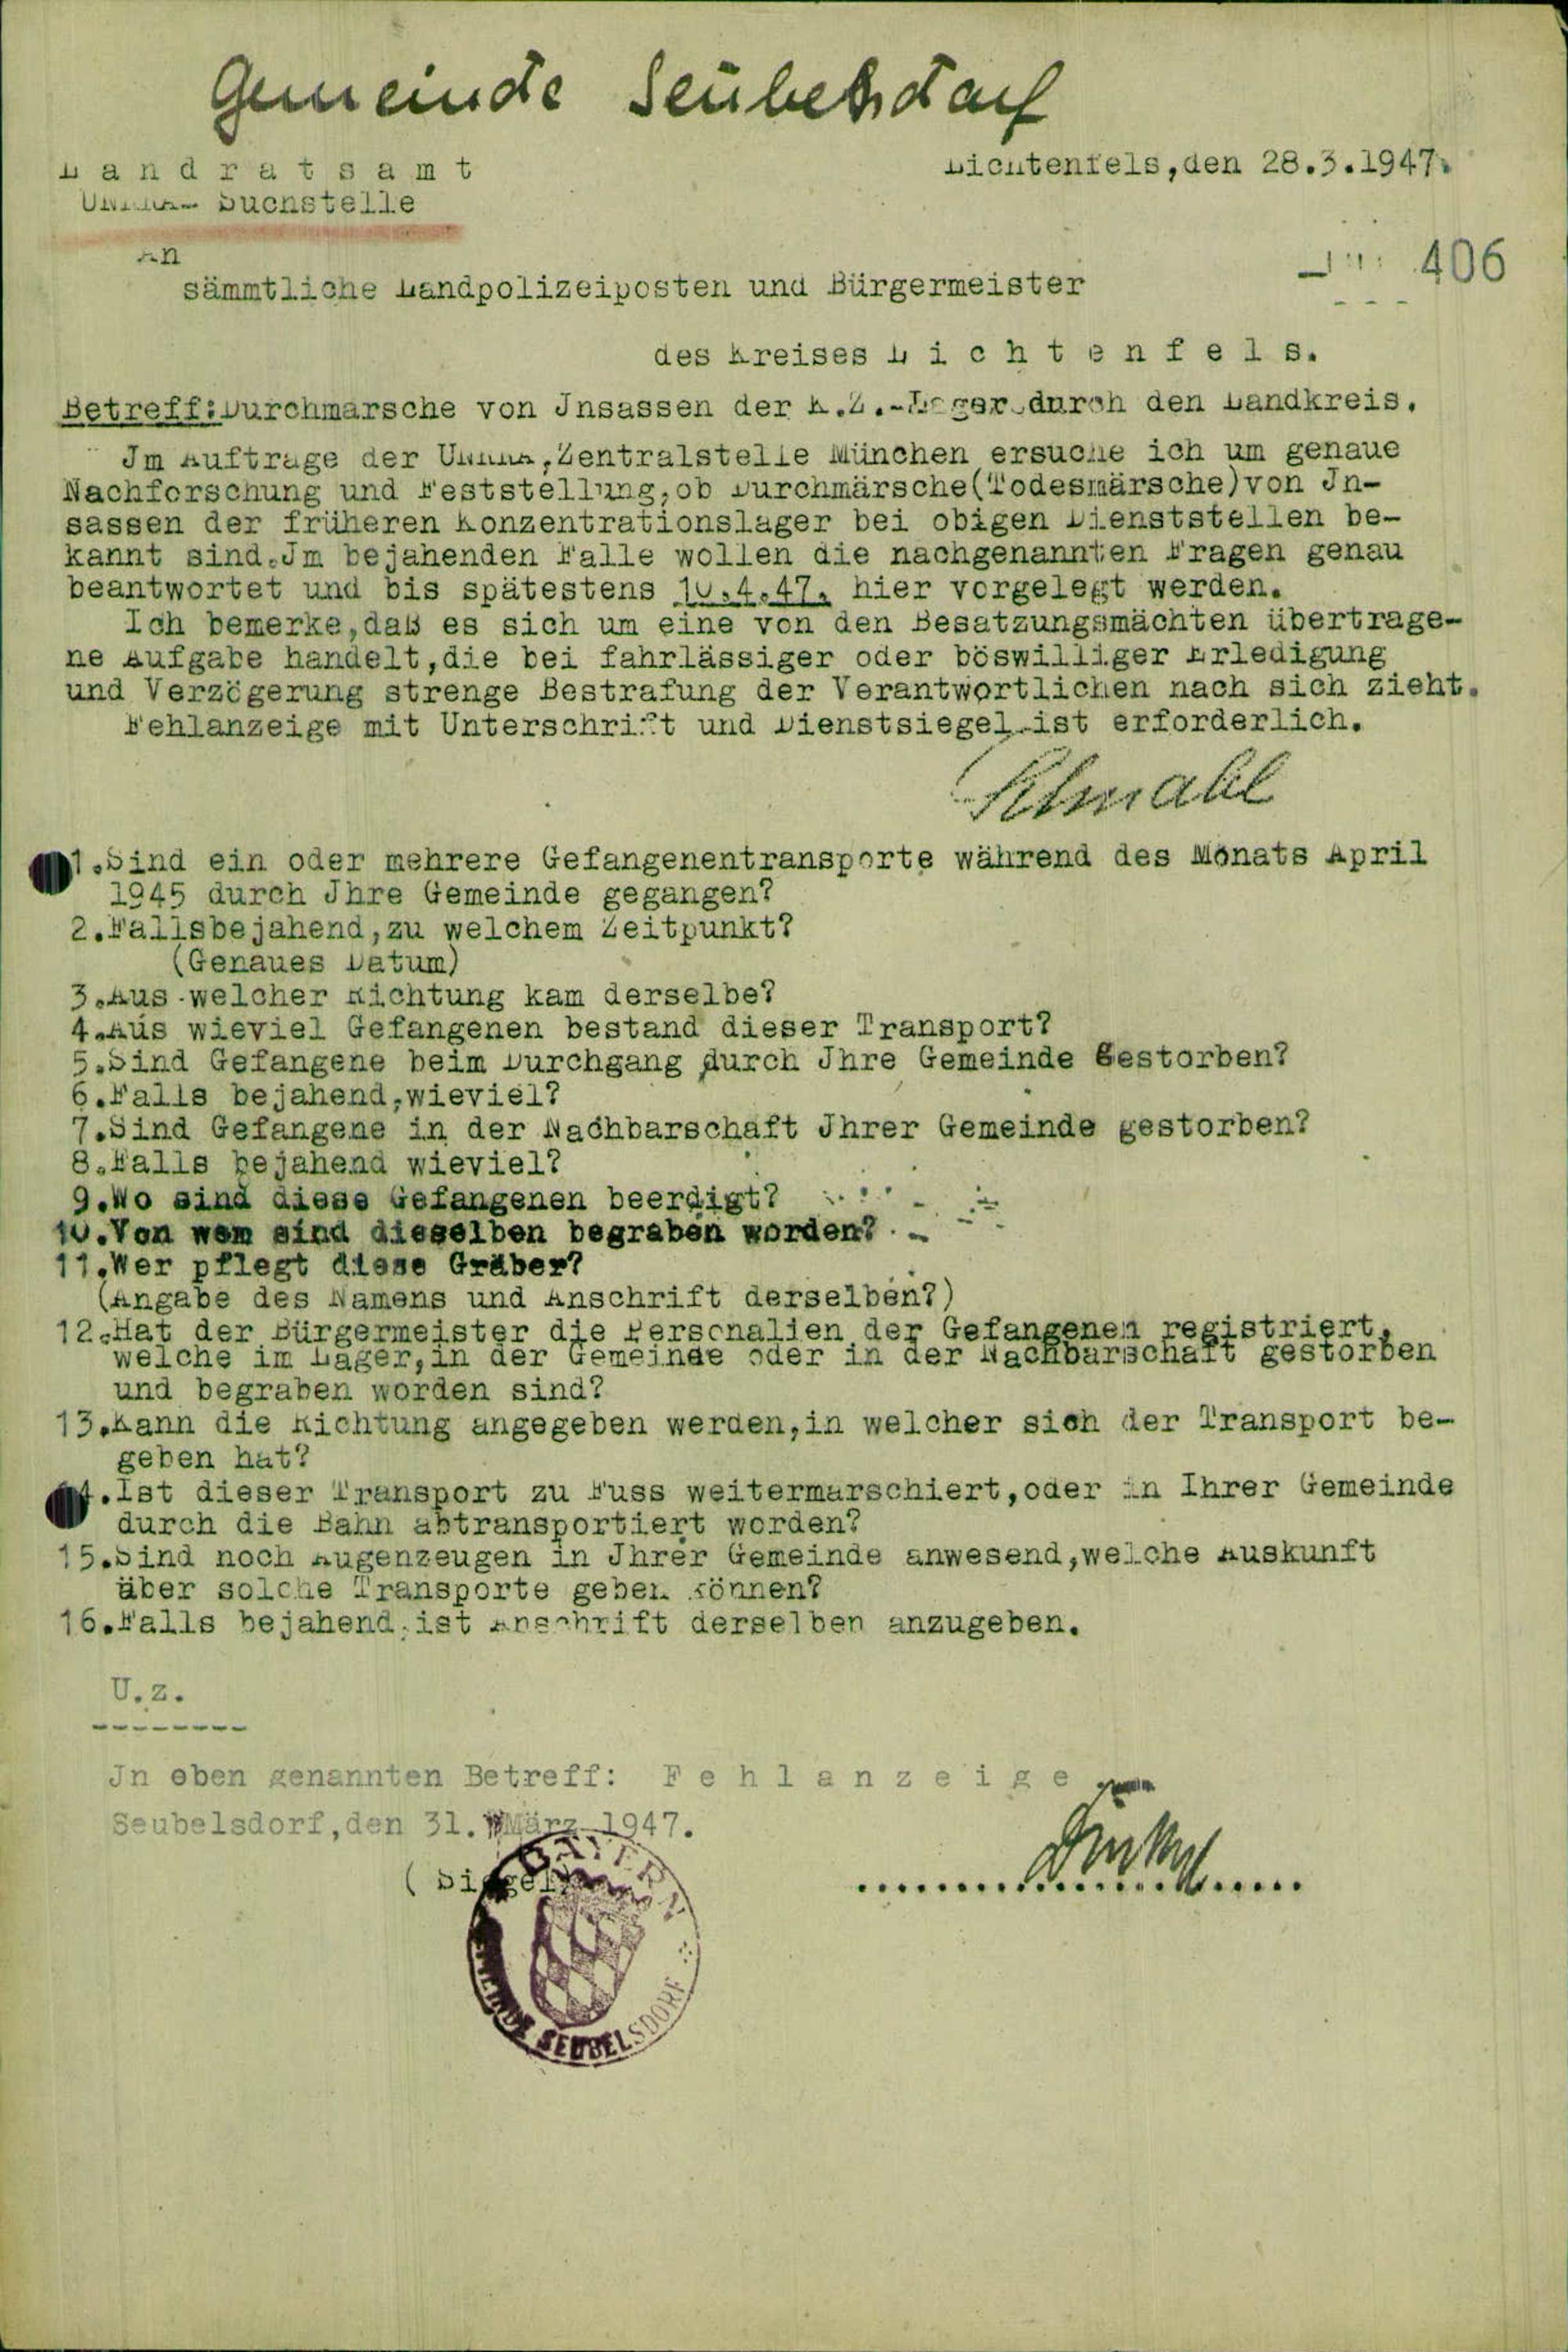 Gemeinde Seubelsdorf
Landratsamt
UNRRA- Suchstelle
Lichtenfels,den 28.3.1947.
An
406
sämmtliche Landpolizeiposten und Bürgermeister
des Kreises Lichtenfels.
Betreff:Durchmarsche von Jnsassen der K.Z.-Lager durch den Landkreis.
Jm Auftrage der UNRRA,Zentralstelle München ersuche ich um genaue
Nachforschung und Feststellung,ob Durchmärsche(Todesmärsche)von Jn-
sassen der früheren Konzentrationslager bei obigen Dienststellen be-
kannt sind.Jm bejahenden Falle wollen die nachgenannten Fragen genau
beantwortet und bis spätestens 10.4.47. hier vorgelegt werden.
Ich bemerke,daß es sich um eine von den Besatzungsmächten übertrage-
ne Aufgabe handelt,die bei fahrlässiger oder böswilliger Erledigung
und Verzögerung strenge Bestrafung der Verantwortlichen nach sich zieht.
Fehlanzeige mit Unterschrift und Dienstsiegel ist erforderlich.
1.Sind ein oder mehrere Gefangenentransporte während des Monats April
1945 durch Jhre Gemeinde gegangen?
2.Fallsbejahend,zu welchem Zeitpunkt?
(Genaues Datum)
3.Aus welcher Richtung kam derselbe?
4.Aus wieviel Gefangenen bestand dieser Transport?
5.Sind Gefangene beim Durchgang durch Jhre Gemeinde gestorben?
6.Falls bejahend,wieviel?
7.Sind Gefangene in der Nachbarschaft Jhrer Gemeinde gestorben?
8.Falls bejahend wieviel?
9.Wo sind diese Gefangenen beerdigt?
10.Von wem sind dieselben begraben worden?
11.Wer pflegt diese Gräber?
(Angabe des Namens und Anschrift derselben?)
12.Hat der Bürgermeister die Personalien der Gefangenen registriert,
welche im Lager,in der Gemeinde oder in der Nachbarschaft gestorben
und begraben worden sind?
13.Kann die Richtung angegeben werden,in welcher sich der Transport be-
geben hat?
14.Ist dieser Transport zu Fuss weitermarschiert,oder in Ihrer Gemeinde
durch die Bahn abtransportiert worden?
15.Sind noch Augenzeugen in Jhrer Gemeinde anwesend,welche Auskunft
über solche Transporte geben können?
16.Falls bejahend,ist Anschrift derselben anzugeben.
U.z.
--------
Jn oben genannten Betreff: Fehlanzeige
Seubelsdorf,den 31. März 1947.
(Siegel)
BAYERN
GEMEINDE SEUBELSDORF